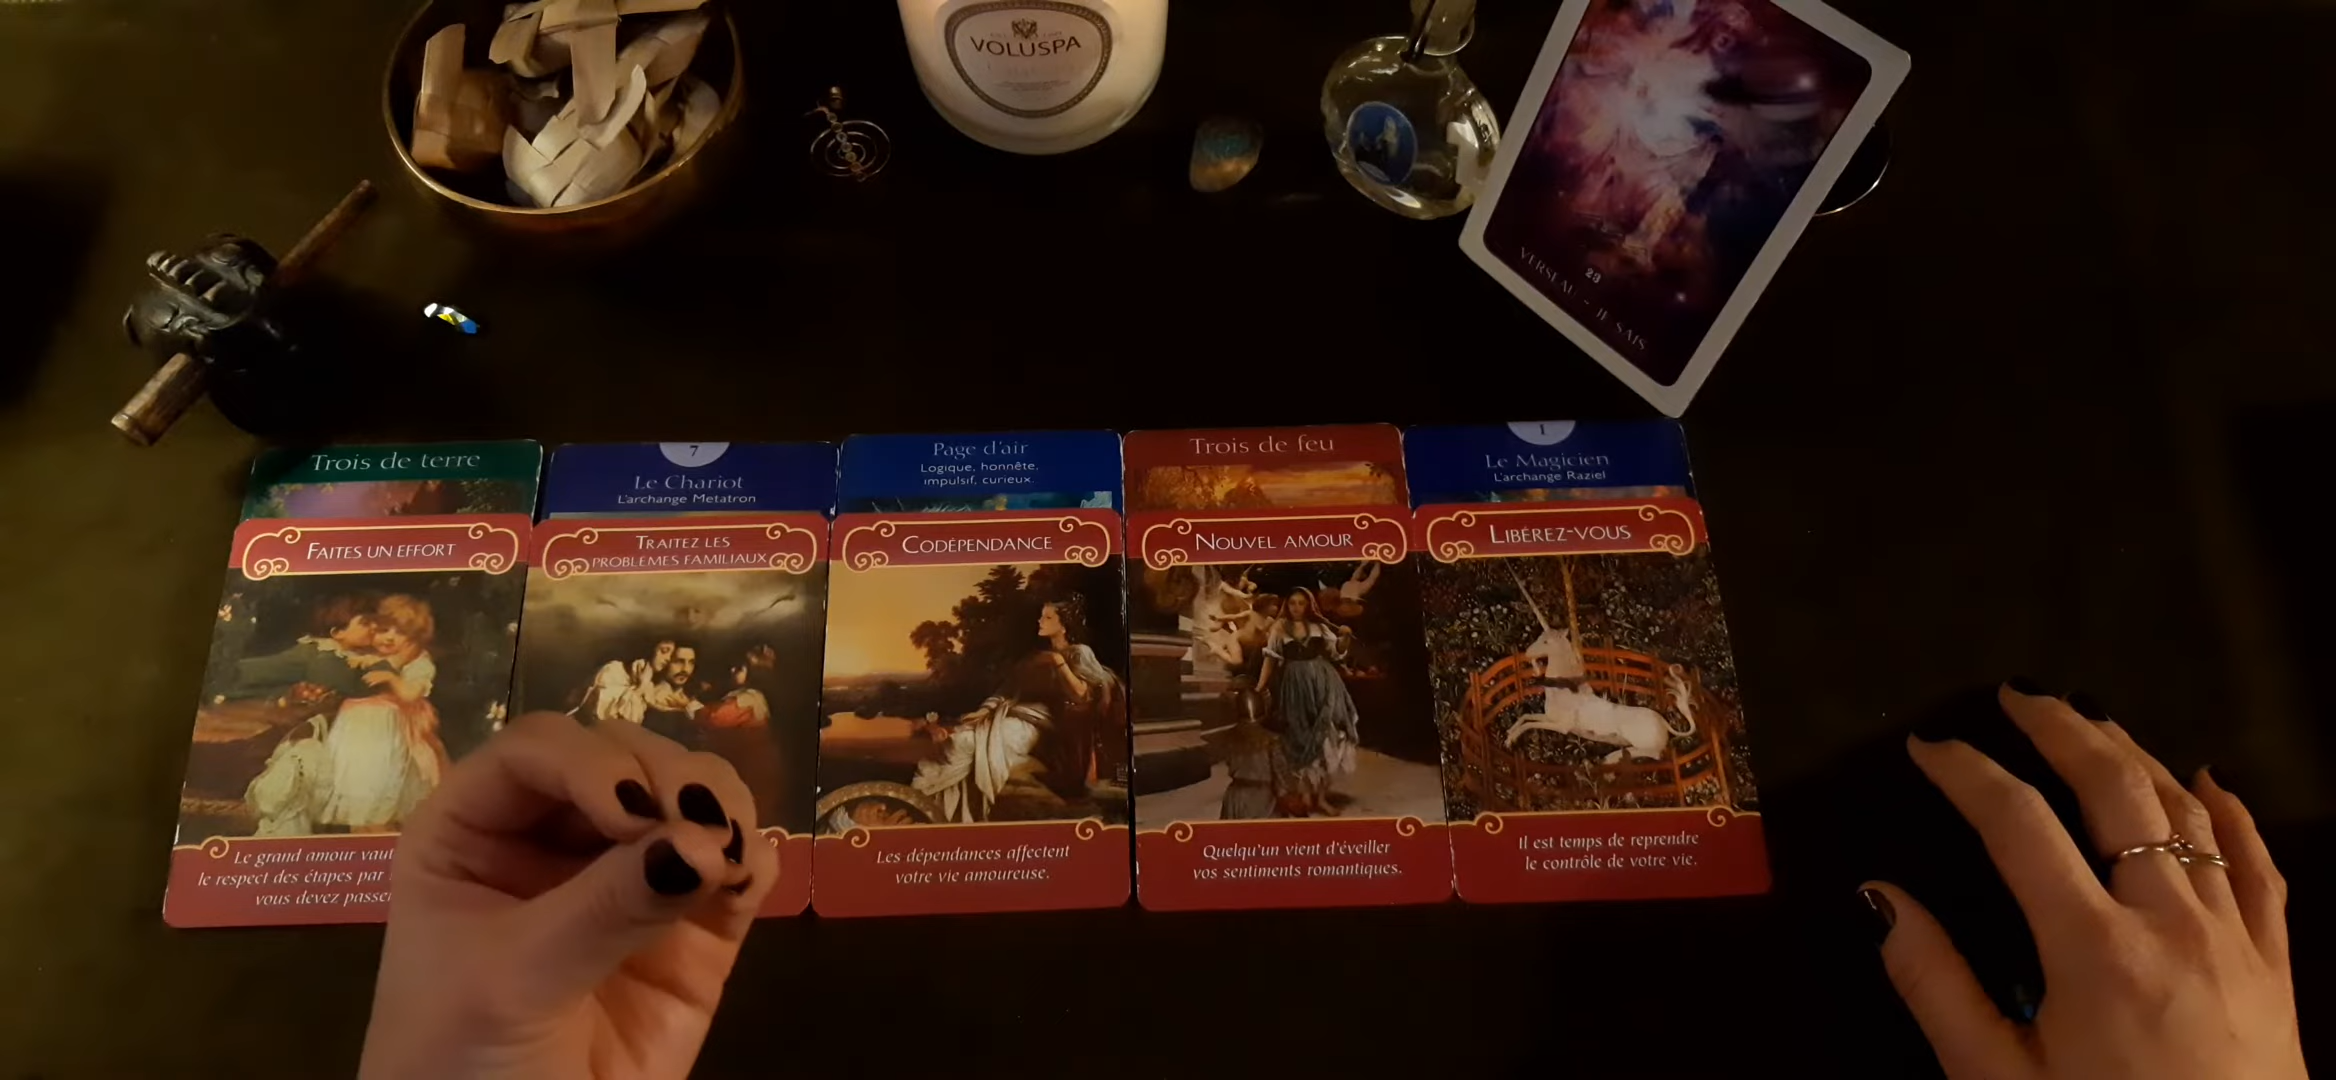 VOLUSPA
23
VERSEAU - JE SAIS
Trois de terre
7
Le Chariot
L'archange Metatron
Page d'air
Logique, honnête,
impulsif, curieux.
Trois de feu
1
Le Magicien
L'archange Raziel
FAITES UN EFFORT
TRAITEZ LES
PROBLÈMES FAMILIAUX
CODÉPENDANCE
NOUVEL AMOUR
LIBÉREZ-VOUS
Le grand amour vaut
le respect des étapes par
vous devez passer
Les dépendances affectent
votre vie amoureuse.
Quelqu'un vient d'éveiller
vos sentiments romantiques.
Il est temps de reprendre
le contrôle de votre vie.